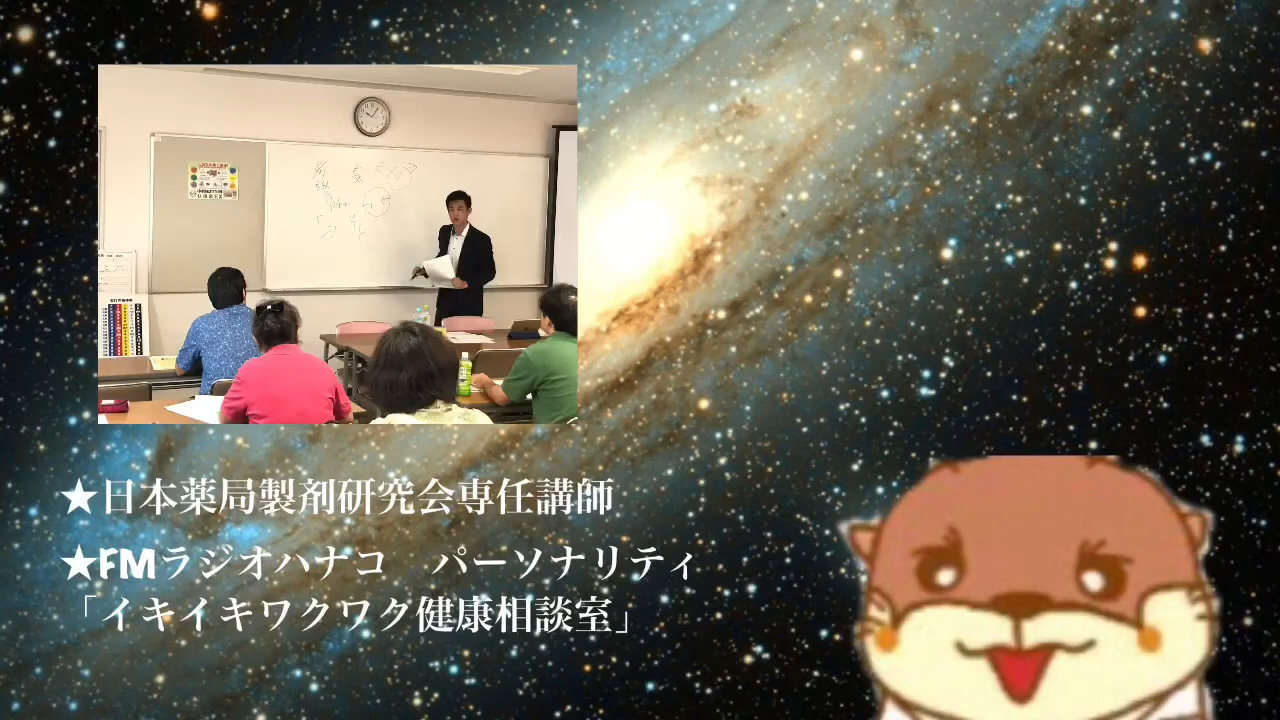 ★日本薬局製剤研究会専任講師
★FMラジオハナコ　パーソナリティ
「イキイキワクワク健康相談室」